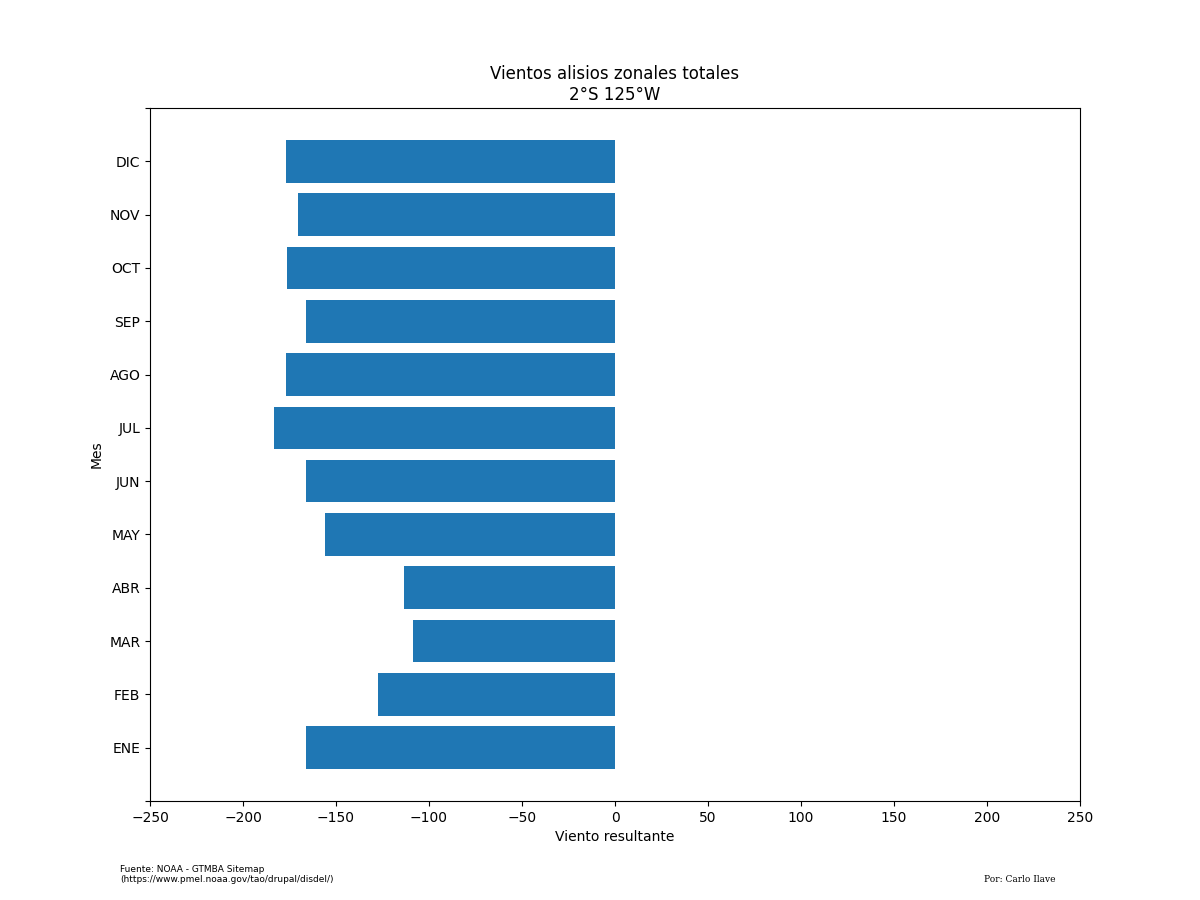 Vientos alisios zonales totales
2°S 125°W
DIC
NOV
OCT
SEP
AGO
JUL
JUN
MAY
ABR
MAR
FEB
ENE
Mes
−250 −200 −150 −100 −50 0 50 100 150 200 250
Viento resultante
Fuente: NOAA - GTMBA Sitemap
(https://www.pmel.noaa.gov/tao/drupal/disdel/)
Por: Carlo Ilave